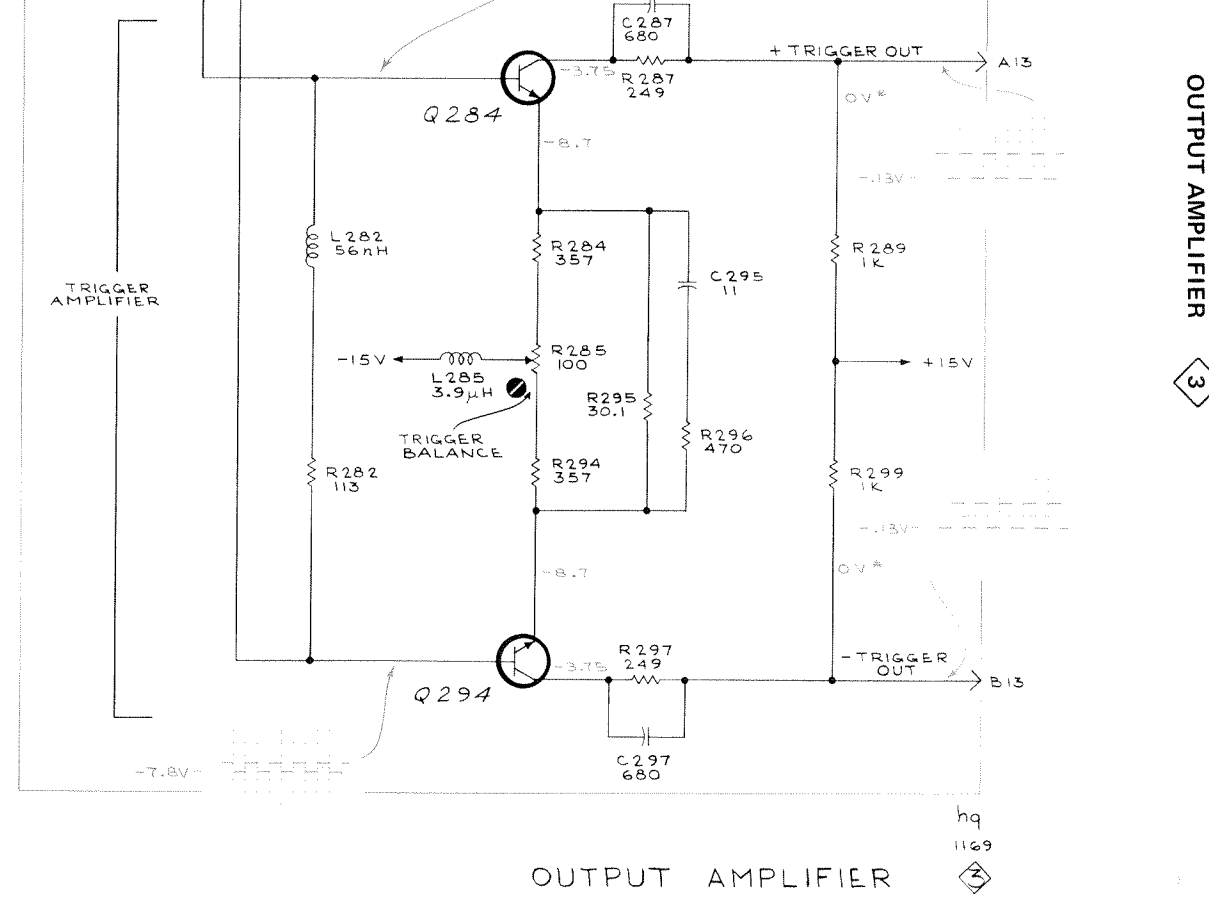 C287
680
+ TRIGGER OUT
A13
-3.75
R287
249
0V*
Q284
-8.7
-.13V
L282
56nH
R284
357
R289
1K
C295
11
TRIGGER
AMPLIFIER
-15V
R285
100
+15V
L285
3.9μH
R295
30.1
TRIGGER
BALANCE
R296
470
R282
113
R294
357
R299
1K
-.13V
-8.7
0V*
R297
249
-3.75
-TRIGGER
OUT
B13
Q294
C297
680
-7.8V
hq
1169
OUTPUT AMPLIFIER
3
OUTPUT AMPLIFIER
3